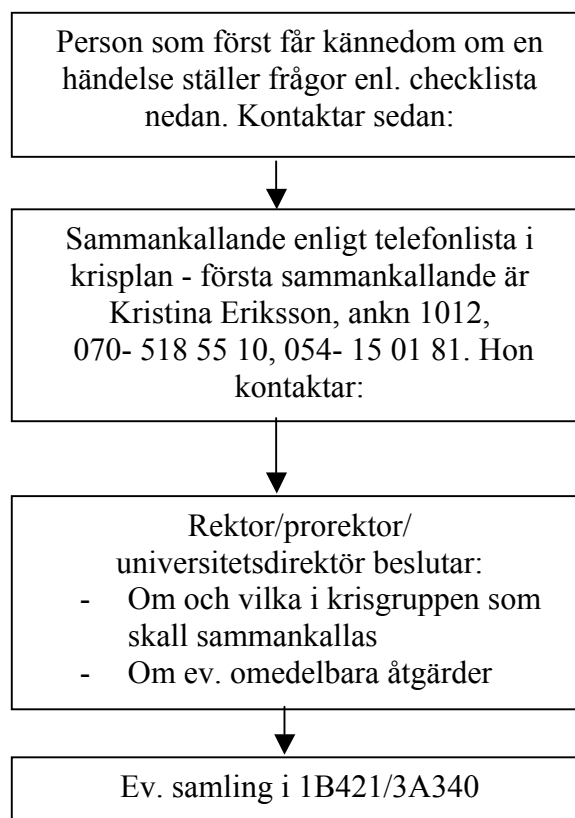 Person som först får kännedom om en
händelse ställer frågor enl. checklista
nedan. Kontaktar sedan:
Sammankallande enligt telefonlista i
krisplan - första sammankallande är
Kristina Eriksson, ankn 1012,
070- 518 55 10, 054- 15 01 81. Hon
kontaktar:
Rektor/prorektor/
universitetsdirektör beslutar:
- Om och vilka i krisgruppen som
skall sammankallas
- Om ev. omedelbara åtgärder
Ev. samling i 1B421/3A340